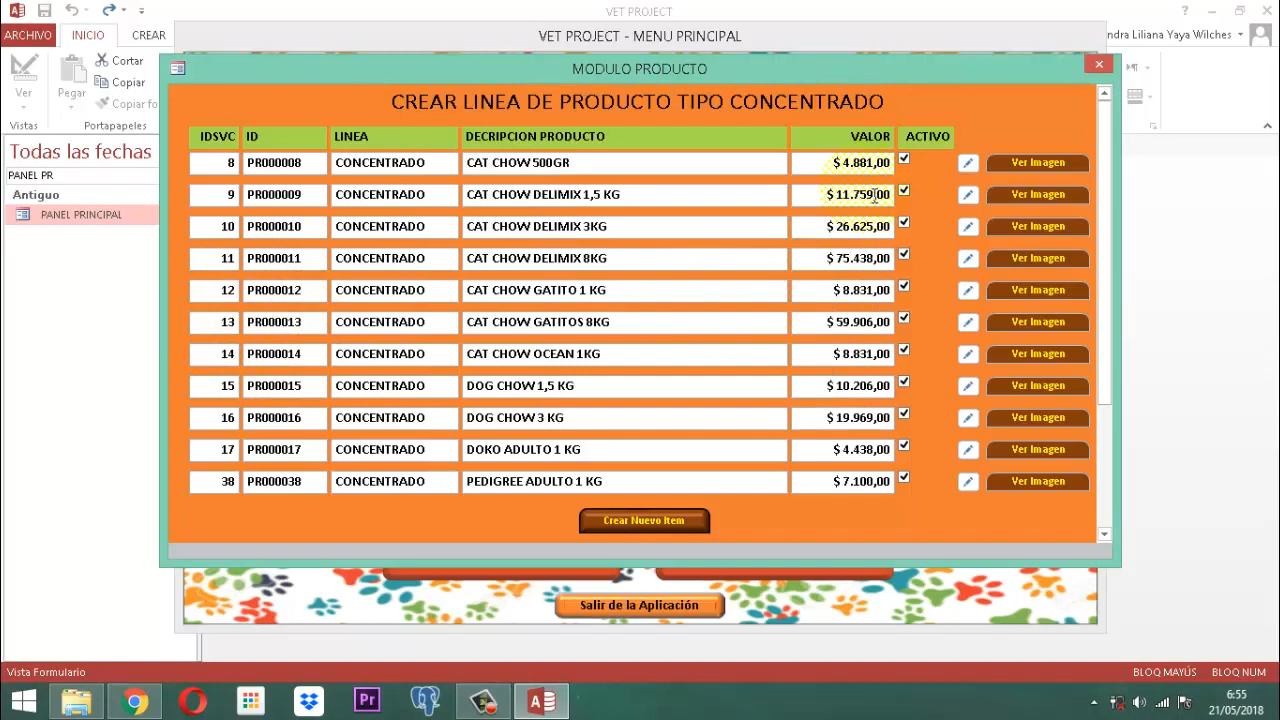 VET PROJECT
ARCHIVO INICIO CREAR
ndra Liliana Yaya Wilches
VET PROJECT - MENU PRINCIPAL
Ver
Pegar
Cortar
Copiar
Copiar fo
Vistas Portapapeles
Todas las fechas
PANEL PR
Antiguo
PANEL PRINCIPAL
MODULO PRODUCTO
CREAR LINEA DE PRODUCTO TIPO CONCENTRADO
IDSVC ID LINEA DECRIPCION PRODUCTO VALOR ACTIVO
8 PR000008 CONCENTRADO CAT CHOW 500GR $ 4.881,00 Ver Imagen
9 PR000009 CONCENTRADO CAT CHOW DELIMIX 1,5 KG $ 11.759,00 Ver Imagen
10 PR000010 CONCENTRADO CAT CHOW DELIMIX 3KG $ 26.625,00 Ver Imagen
11 PR000011 CONCENTRADO CAT CHOW DELIMIX 8KG $ 75.438,00 Ver Imagen
12 PR000012 CONCENTRADO CAT CHOW GATITO 1 KG $ 8.831,00 Ver Imagen
13 PR000013 CONCENTRADO CAT CHOW GATITOS 8KG $ 59.906,00 Ver Imagen
14 PR000014 CONCENTRADO CAT CHOW OCEAN 1KG $ 8.831,00 Ver Imagen
15 PR000015 CONCENTRADO DOG CHOW 1,5 KG $ 10.206,00 Ver Imagen
16 PR000016 CONCENTRADO DOG CHOW 3 KG $ 19.969,00 Ver Imagen
17 PR000017 CONCENTRADO DOKO ADULTO 1 KG $ 4.438,00 Ver Imagen
38 PR000038 CONCENTRADO PEDIGREE ADULTO 1 KG $ 7.100,00 Ver Imagen
Crear Nuevo Item
Salir de la Aplicación
Vista Formulario BLOQ MAYÚS BLOQ NUM
Pr
6:55
21/05/2018